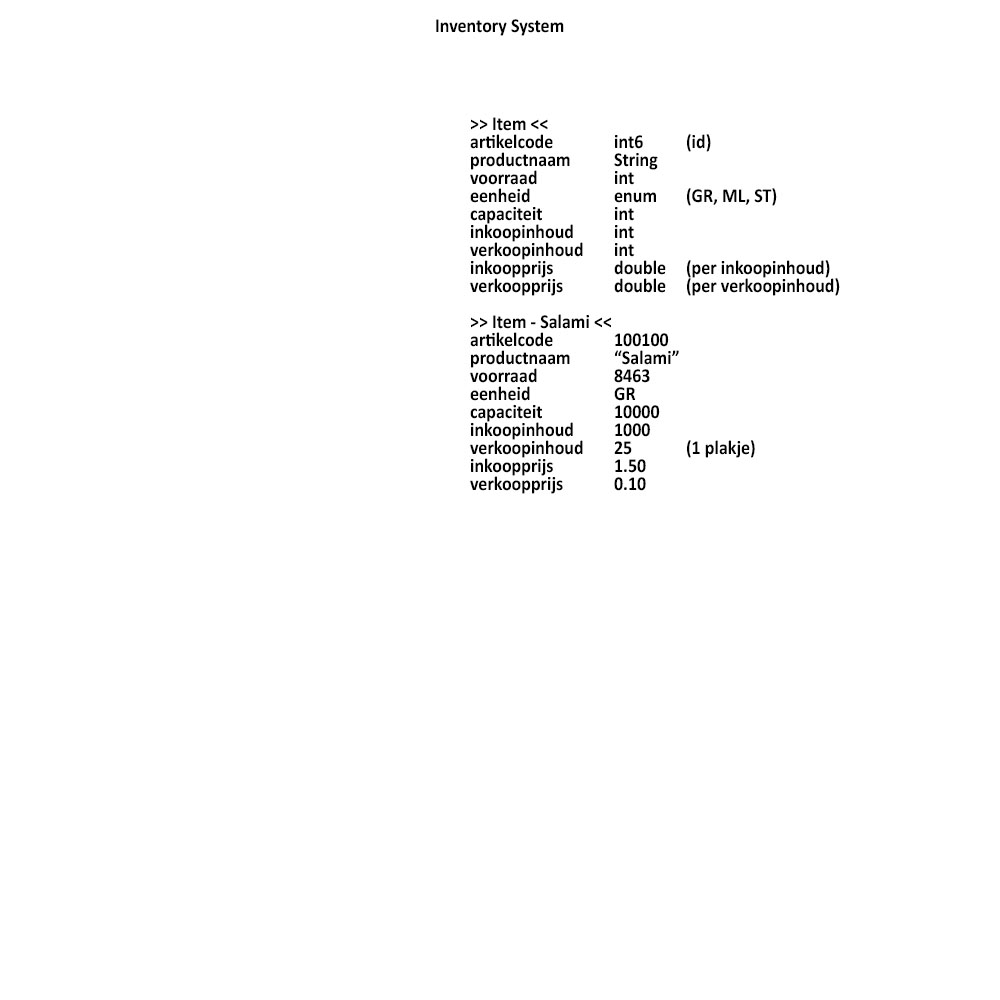 Inventory System
>> Item <<
artikelcode int6 (id)
productnaam String
voorraad int
eenheid enum (GR, ML, ST)
capaciteit int
inkoopinhoud int
verkoopinhoud int
inkoopprijs double (per inkoopinhoud)
verkoopprijs double (per verkoopinhoud)
>> Item - Salami <<
artikelcode 100100
productnaam “Salami”
voorraad 8463
eenheid GR
capaciteit 10000
inkoopinhoud 1000
verkoopinhoud 25 (1 plakje)
inkoopprijs 1.50
verkoopprijs 0.10